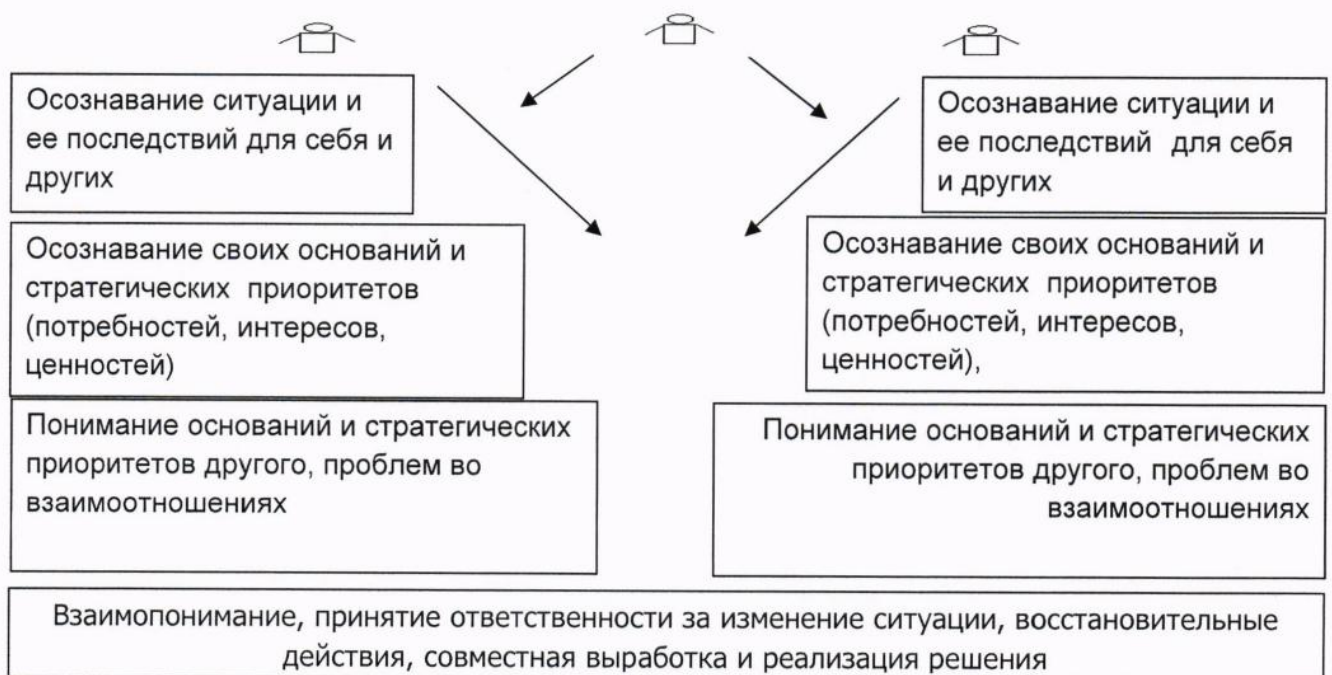 Осознавание ситуации и
ее последствий для себя и
других
Осознавание ситуации и
ее последствий для себя
и других
Осознавание своих оснований и
стратегических приоритетов
(потребностей, интересов,
ценностей)
Осознавание своих оснований и
стратегических приоритетов
(потребностей, интересов,
ценностей),
Понимание оснований и стратегических
приоритетов другого, проблем во
взаимоотношениях
Понимание оснований и стратегических
приоритетов другого, проблем во
взаимоотношениях
Взаимопонимание, принятие ответственности за изменение ситуации, восстановительные
действия, совместная выработка и реализация решения